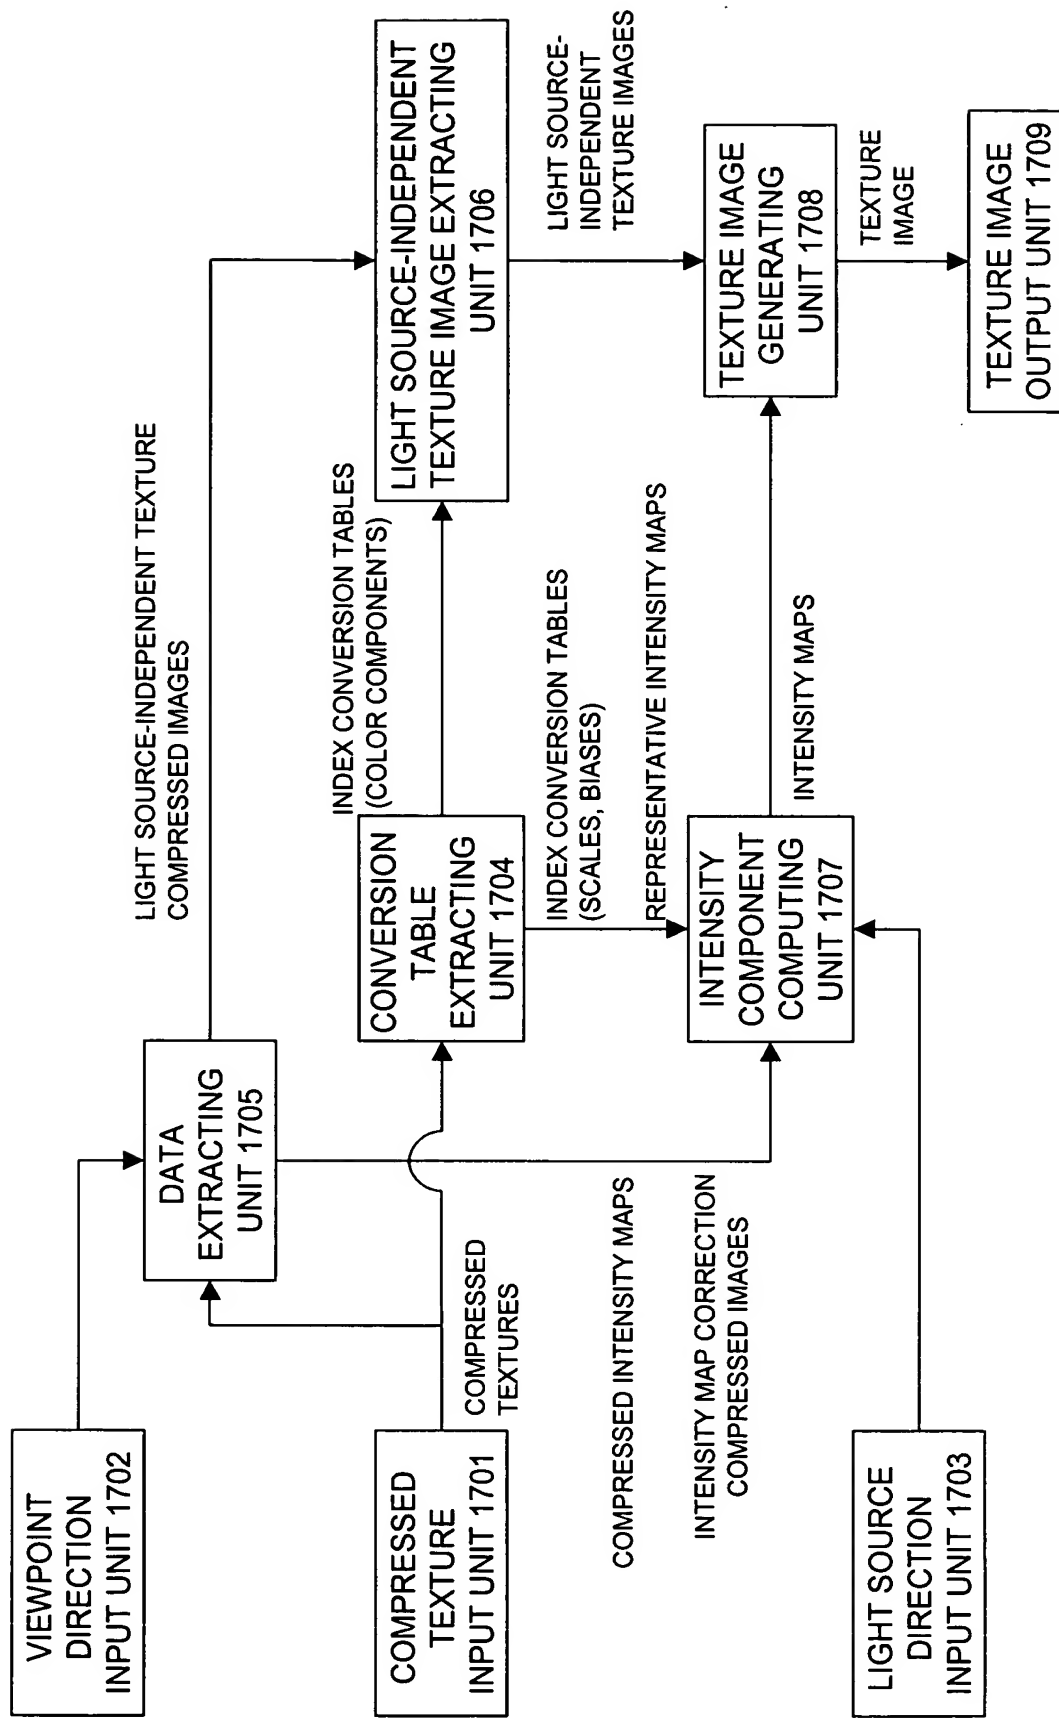 VIEWPOINT
DIRECTION
INPUT UNIT 1702
COMPRESSED
TEXTURE
INPUT UNIT 1701
LIGHT SOURCE
DIRECTION
INPUT UNIT 1703
COMPRESSED
TEXTURES
DATA
EXTRACTING
UNIT 1705
COMPRESSED INTENSITY MAPS
INTENSITY MAP CORRECTION
COMPRESSED IMAGES
LIGHT SOURCE-INDEPENDENT TEXTURE
COMPRESSED IMAGES
CONVERSION
TABLE
EXTRACTING
UNIT 1704
INDEX CONVERSION TABLES
(COLOR COMPONENTS)
INDEX CONVERSION TABLES
(SCALES, BIASES)
REPRESENTATIVE INTENSITY MAPS
INTENSITY
COMPONENT
COMPUTING
UNIT 1707
INTENSITY MAPS
LIGHT SOURCE-INDEPENDENT
TEXTURE IMAGE EXTRACTING
UNIT 1706
LIGHT SOURCE-
INDEPENDENT
TEXTURE IMAGES
TEXTURE IMAGE
GENERATING
UNIT 1708
TEXTURE
IMAGE
TEXTURE IMAGE
OUTPUT UNIT 1709